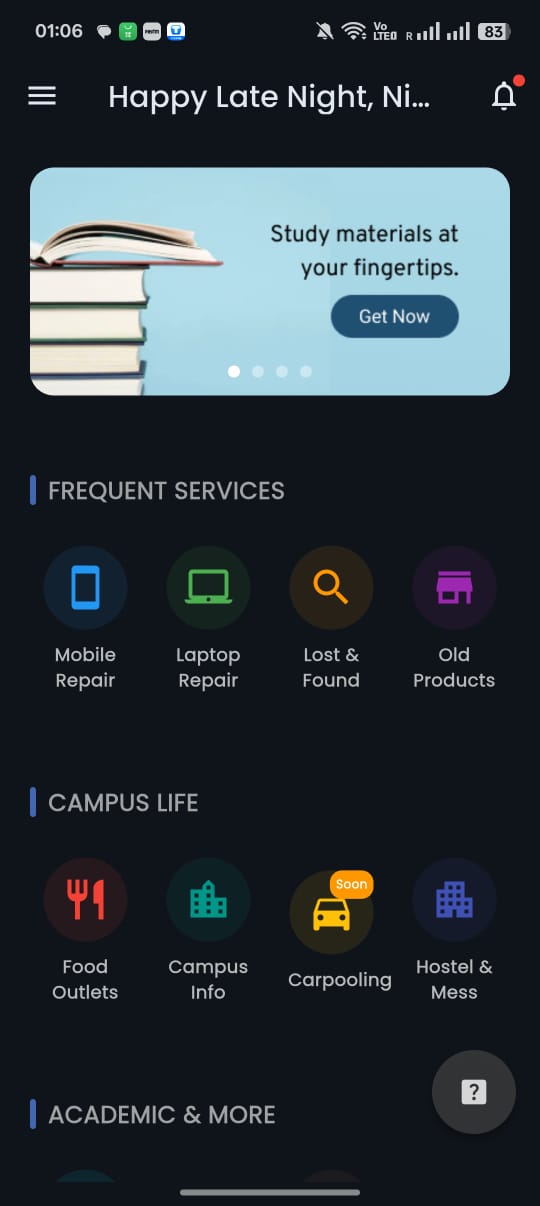 01:06
Vo
LTE
R
83
Happy Late Night, Ni...
Study materials at
your fingertips.
Get Now
FREQUENT SERVICES
Mobile
Repair
Laptop
Repair
Lost &
Found
Old
Products
CAMPUS LIFE
Soon
Food
Outlets
Campus
Info
Carpooling
Hostel &
Mess
?
ACADEMIC & MORE